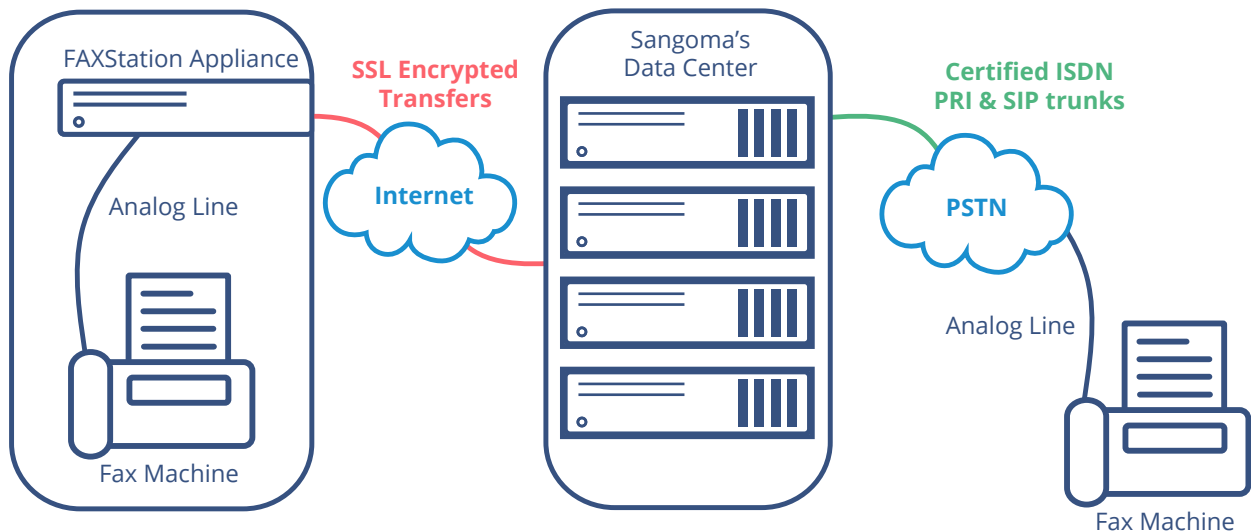 FAXStation Appliance
Analog Line
Fax Machine
SSL Encrypted
Transfers
Internet
Sangoma's
Data Center
Certified ISDN
PRI & SIP trunks
PSTN
Analog Line
Fax Machine